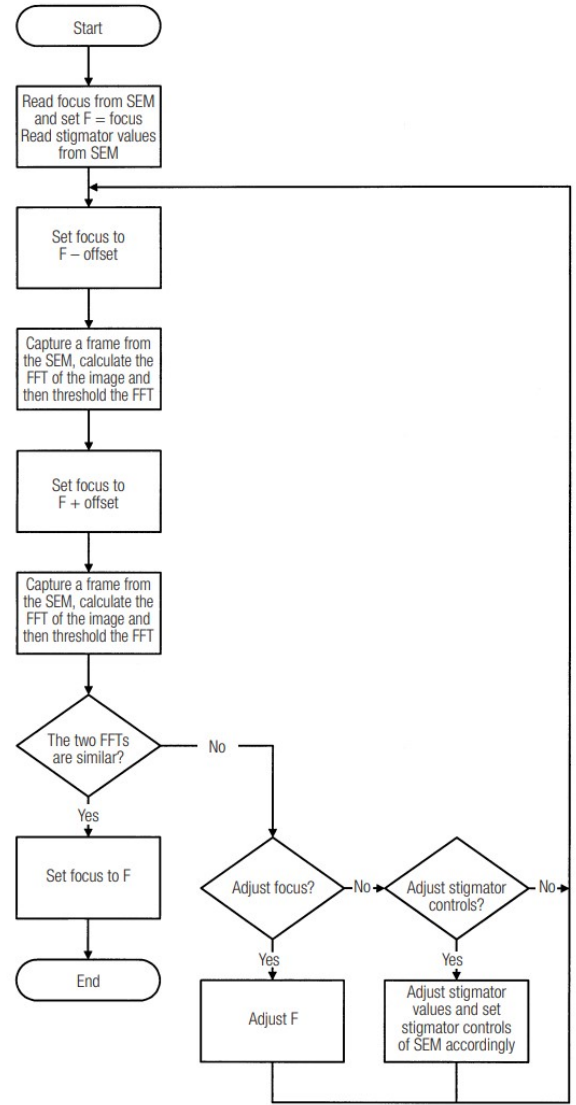 Start
Read focus from SEM
and set F = focus
Read stigmator values
from SEM
Set focus to
F – offset
Capture a frame from
the SEM, calculate the
FFT of the image and
then threshold the FFT
Set focus to
F + offset
Capture a frame from
the SEM, calculate the
FFT of the image and
then threshold the FFT
The two FFTs
are similar?
No
Yes
Set focus to F
End
Adjust focus?
No
Adjust stigmator
controls?
No
Yes
Adjust F
Yes
Adjust stigmator
values and set
stigmator controls
of SEM accordingly